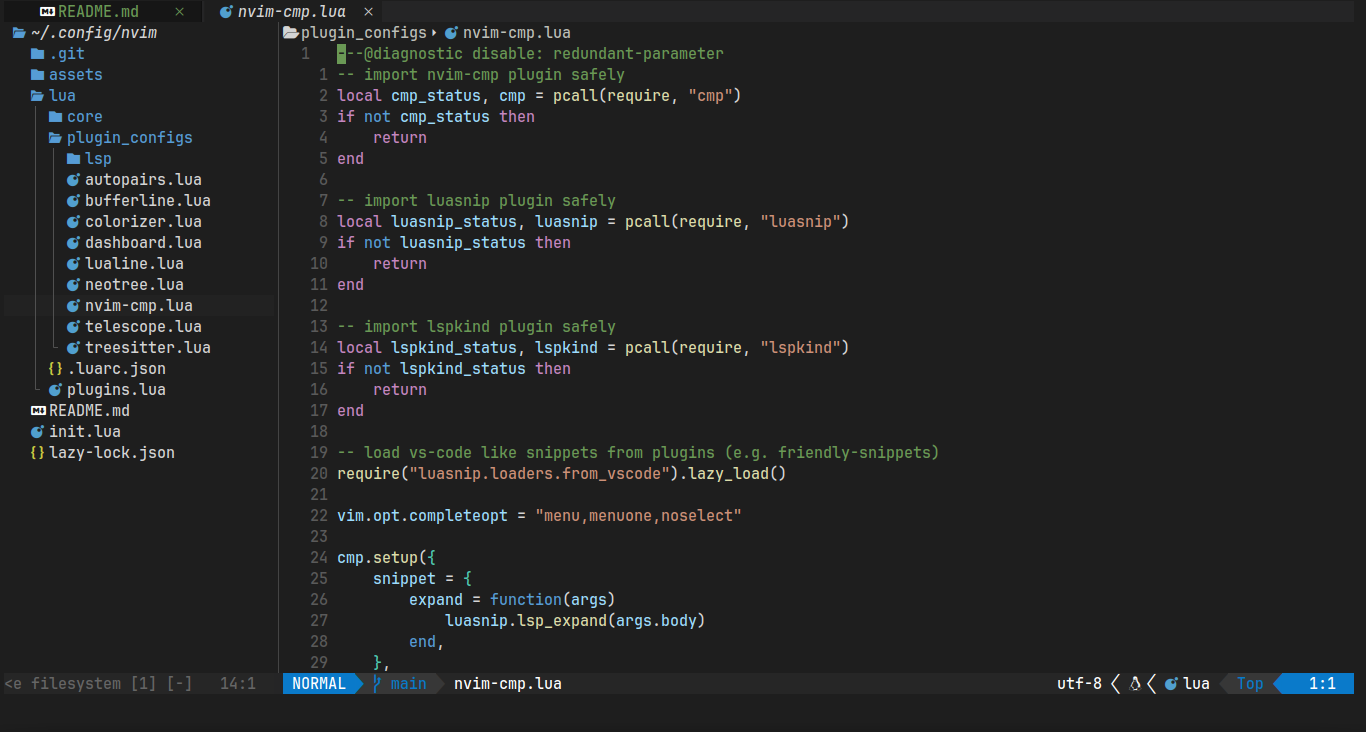 README.md × nvim-cmp.lua ×
~/.config/nvim
.git
assets
lua
core
plugin_configs
lsp
autopairs.lua
bufferline.lua
colorizer.lua
dashboard.lua
lualine.lua
neotree.lua
nvim-cmp.lua
telescope.lua
treesitter.lua
{} .luarc.json
plugins.lua
README.md
init.lua
{} lazy-lock.json
<e filesystem [1] [-] 14:1
plugin_configs › nvim-cmp.lua
1 ---@diagnostic disable: redundant-parameter
1 -- import nvim-cmp plugin safely
2 local cmp_status, cmp = pcall(require, "cmp")
3 if not cmp_status then
4     return
5 end
6
7 -- import luasnip plugin safely
8 local luasnip_status, luasnip = pcall(require, "luasnip")
9 if not luasnip_status then
10     return
11 end
12
13 -- import lspkind plugin safely
14 local lspkind_status, lspkind = pcall(require, "lspkind")
15 if not lspkind_status then
16     return
17 end
18
19 -- load vs-code like snippets from plugins (e.g. friendly-snippets)
20 require("luasnip.loaders.from_vscode").lazy_load()
21
22 vim.opt.completeopt = "menu,menuone,noselect"
23
24 cmp.setup({
25     snippet = {
26         expand = function(args)
27             luasnip.lsp_expand(args.body)
28         end,
29     },
NORMAL main nvim-cmp.lua utf-8 lua Top 1:1